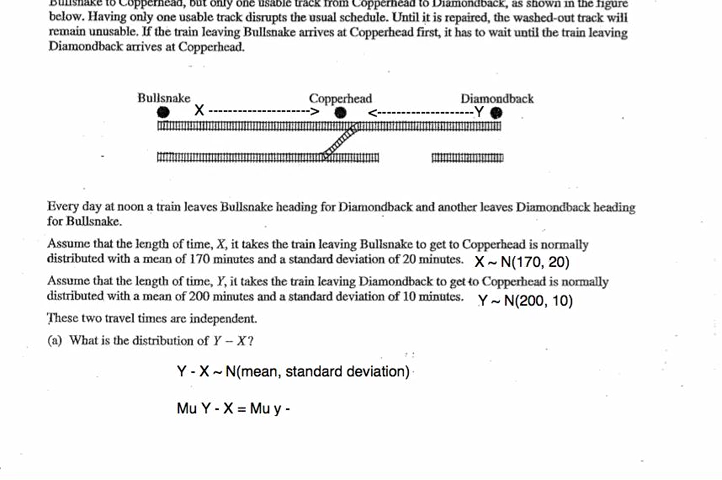 Bullsnake to Copperhead, but only one usable track from Copperhead to Diamondback, as shown in the figure
below. Having only one usable track disrupts the usual schedule. Until it is repaired, the washed-out track will
remain unusable. If the train leaving Bullsnake arrives at Copperhead first, it has to wait until the train leaving
Diamondback arrives at Copperhead.
Bullsnake Copperhead Diamondback
X ----------------------> <---------------------Y
Every day at noon a train leaves Bullsnake heading for Diamondback and another leaves Diamondback heading
for Bullsnake.
Assume that the length of time, X, it takes the train leaving Bullsnake to get to Copperhead is normally
distributed with a mean of 170 minutes and a standard deviation of 20 minutes. X ~ N(170, 20)
Assume that the length of time, Y, it takes the train leaving Diamondback to get to Copperhead is normally
distributed with a mean of 200 minutes and a standard deviation of 10 minutes. Y ~ N(200, 10)
These two travel times are independent.
(a) What is the distribution of Y – X?
Y - X ~ N(mean, standard deviation)
Mu Y - X = Mu y -